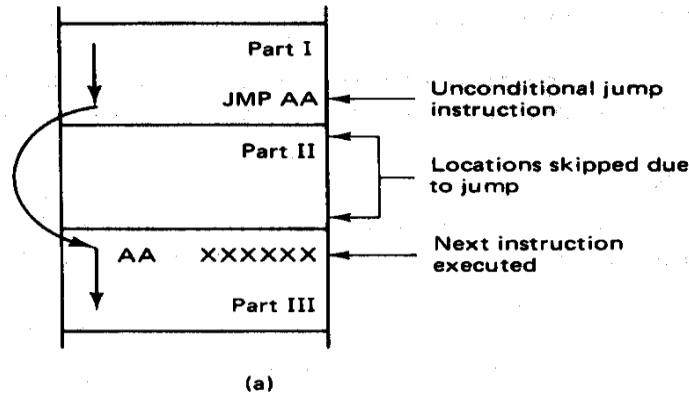 Part I
JMP AA
Unconditional jump
instruction
Part II
Locations skipped due
to jump
AA XXXXXX
Next instruction
executed
Part III
(a)